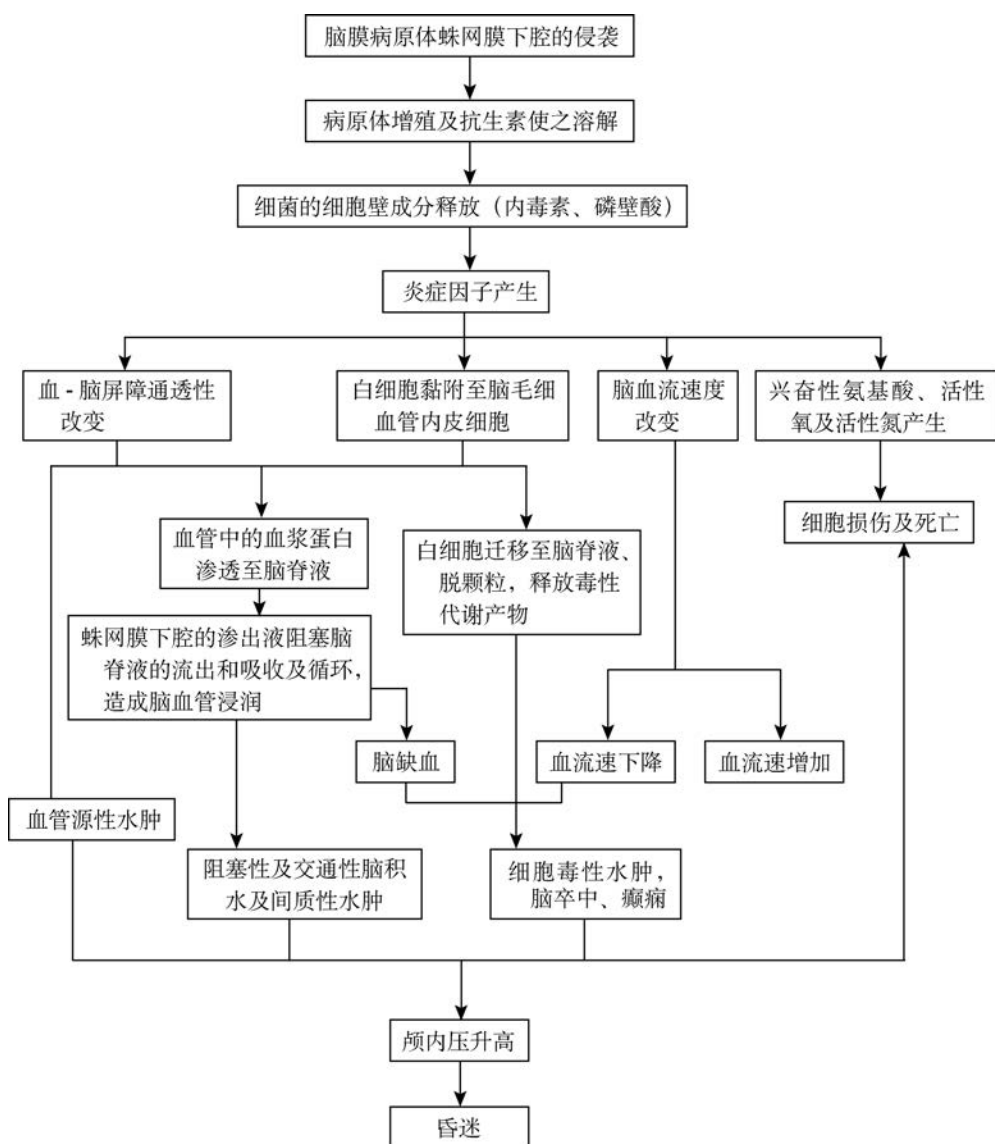 脑膜病原体蛛网膜下腔的侵袭
病原体增殖及抗生素使之溶解
细菌的细胞壁成分释放（内毒素、磷壁酸）
炎症因子产生
血-脑屏障通透性
改变
白细胞黏附至脑毛细
血管内皮细胞
脑血流速度
改变
兴奋性氨基酸、活性
氧及活性氮产生
血管中的血浆蛋白
渗透至脑脊液
白细胞迁移至脑脊液、
脱颗粒，释放毒性
代谢产物
细胞损伤及死亡
蛛网膜下腔的渗出液阻塞脑
脊液的流出和吸收及循环，
造成脑血管浸润
脑缺血
血流速下降
血流速增加
血管源性水肿
阻塞性及交通性脑积
水及间质性水肿
细胞毒性水肿，
脑卒中、癫痫
颅内压升高
昏迷